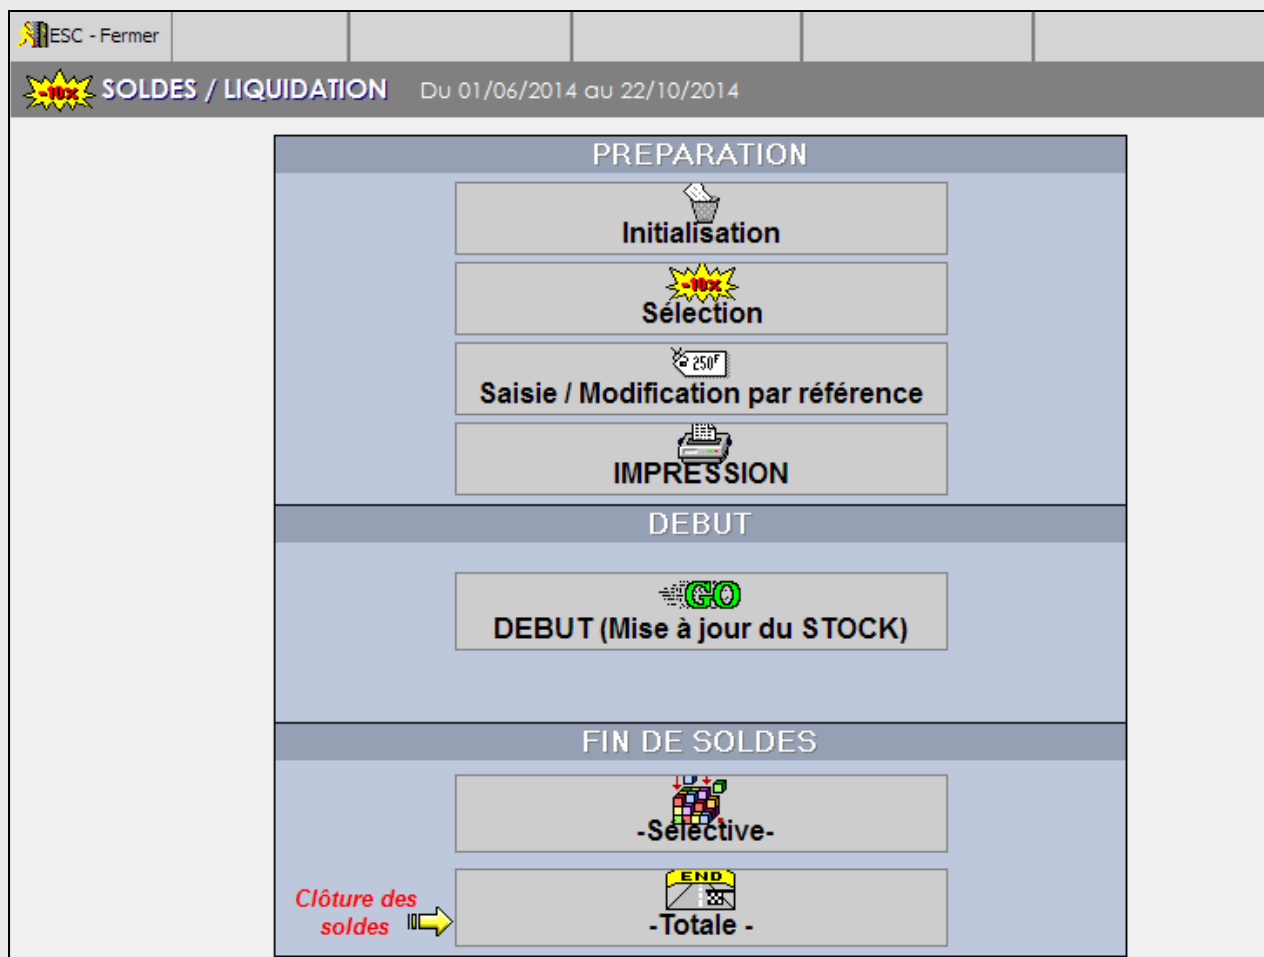 ESC - Fermer
-10% SOLDES / LIQUIDATION Du 01/06/2014 au 22/10/2014
PREPARATION
Initialisation
-10%
Sélection
250F
Saisie / Modification par référence
IMPRESSION
DEBUT
GO
DEBUT (Mise à jour du STOCK)
FIN DE SOLDES
-Sélective-
END
Clôture des
soldes
-Totale -